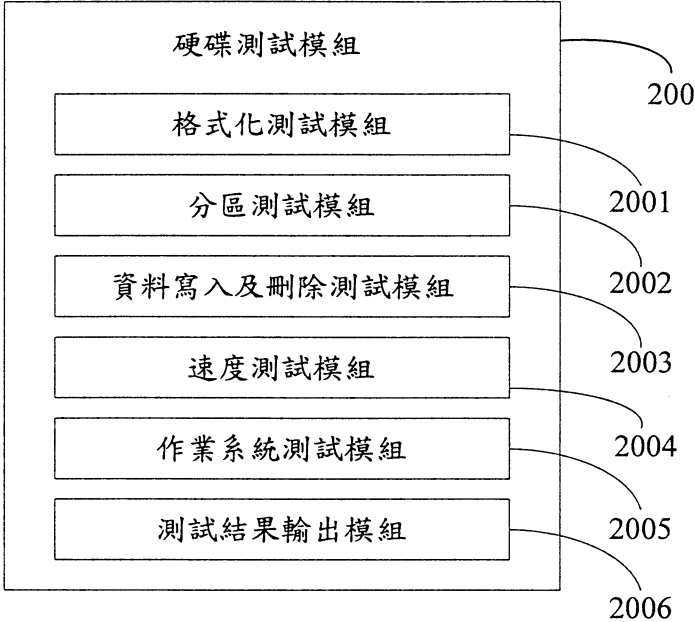 硬碟測試模組
200
格式化測試模組
2001
分區測試模組
2002
資料寫入及刪除測試模組
2003
速度測試模組
2004
作業系統測試模組
2005
測試結果輸出模組
2006